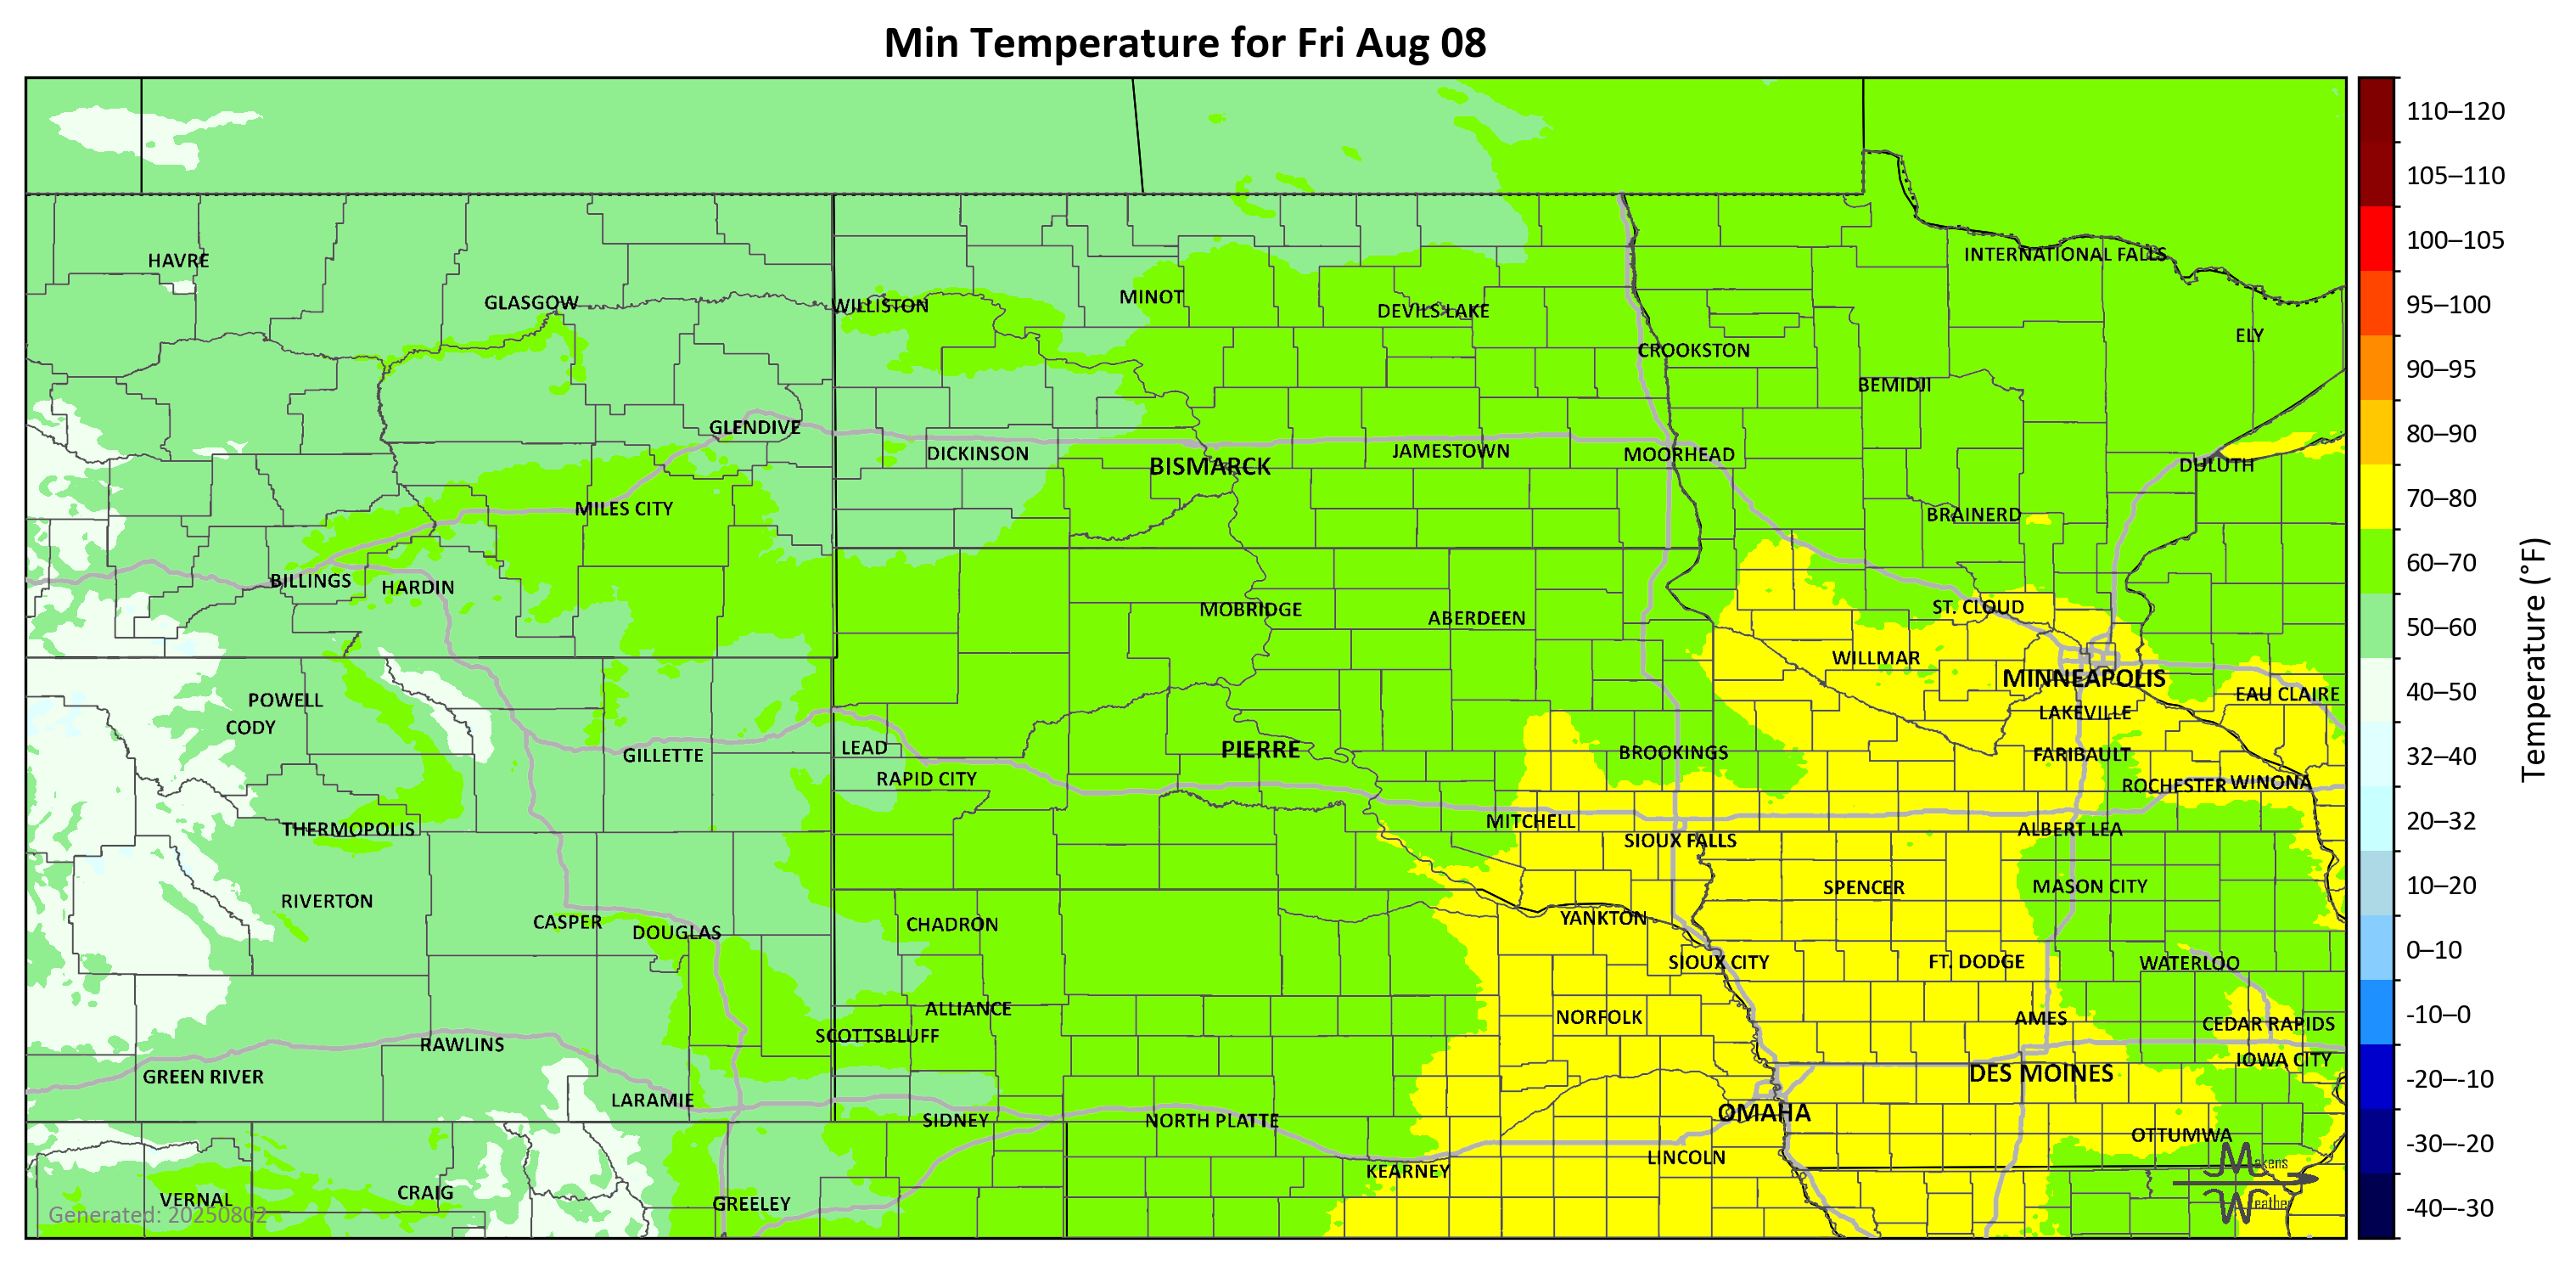 Min Temperature for Fri Aug 08
110–120
105–110
100–105
95–100
90–95
80–90
70–80
60–70
50–60
40–50
32–40
20–32
10–20
0–10
-10–0
-20–-10
-30–-20
-40–-30
Temperature (°F)
HAVRE
INTERNATIONAL FALLS
GLASGOW
WILLISTON
MINOT
DEVILS LAKE
ELY
CROOKSTON
BEMIDJI
GLENDIVE
DICKINSON
BISMARCK
JAMESTOWN
MOORHEAD
DULUTH
MILES CITY
BRAINERD
BILLINGS
HARDIN
MOBRIDGE
ABERDEEN
ST. CLOUD
WILLMAR
MINNEAPOLIS
EAU CLAIRE
POWELL
CODY
LAKEVILLE
GILLETTE
LEAD
PIERRE
BROOKINGS
FARIBAULT
RAPID CITY
ROCHESTER
WINONA
THERMOPOLIS
MITCHELL
SIOUX FALLS
ALBERT LEA
RIVERTON
SPENCER
MASON CITY
CASPER
DOUGLAS
CHADRON
YANKTON
SIOUX CITY
FT. DODGE
WATERLOO
ALLIANCE
NORFOLK
AMES
CEDAR RAPIDS
SCOTTSBLUFF
RAWLINS
IOWA CITY
GREEN RIVER
DES MOINES
LARAMIE
SIDNEY
NORTH PLATTE
OMAHA
OTTUMWA
LINCOLN
KEARNEY
VERNAL
CRAIG
GREELEY
Generated: 20250802
Makens
Weather